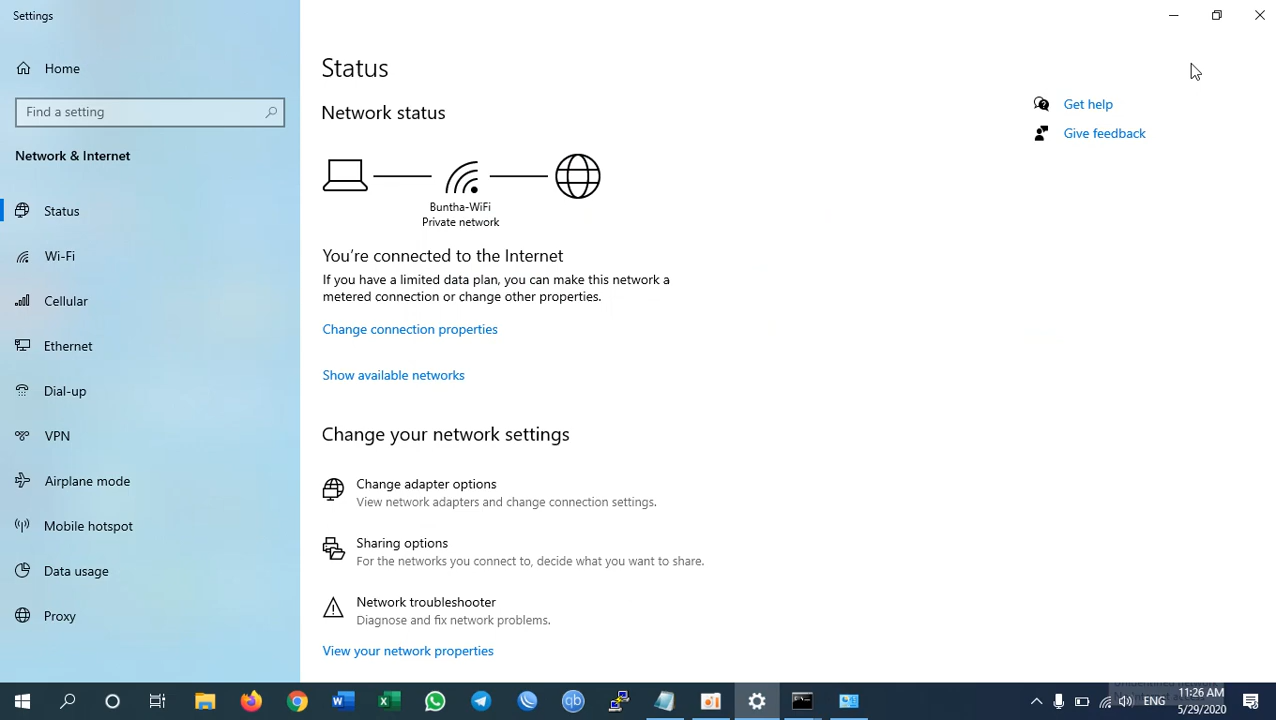 Settings
Home
Find a setting
Network & Internet
Status
Wi-Fi
Cellular
Ethernet
Dial-up
VPN
Airplane mode
Mobile hotspot
Data usage
Proxy
Status
Network status
Buntha-WiFi
Private network
You're connected to the Internet
If you have a limited data plan, you can make this network a
metered connection or change other properties.
Change connection properties
Show available networks
Change your network settings
Change adapter options
View network adapters and change connection settings.
Sharing options
For the networks you connect to, decide what you want to share.
Network troubleshooter
Diagnose and fix network problems.
View your network properties
Get help
Give feedback
ENG
11:26 AM
5/29/2020